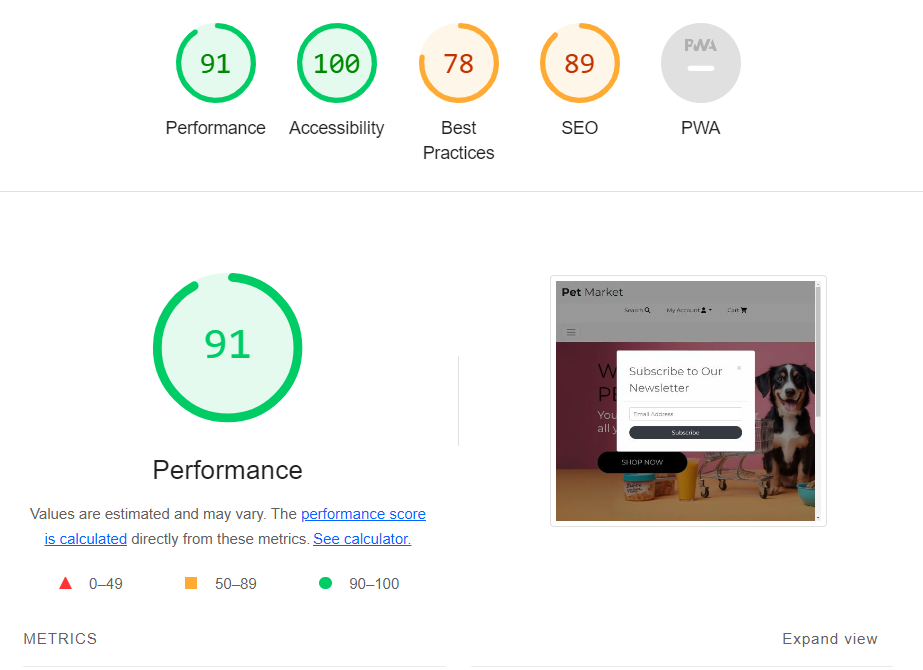 91
100
78
89
PWA
Performance
Accessibility
Best
Practices
SEO
PWA
91
Performance
Values are estimated and may vary. The performance score
is calculated directly from these metrics. See calculator.
0–49
50–89
90–100
Pet Market
Search
My Account
Cart
W
PE
You
all y
Subscribe to Our
Newsletter
×
Email Address
Subscribe
SHOP NOW
METRICS
Expand view